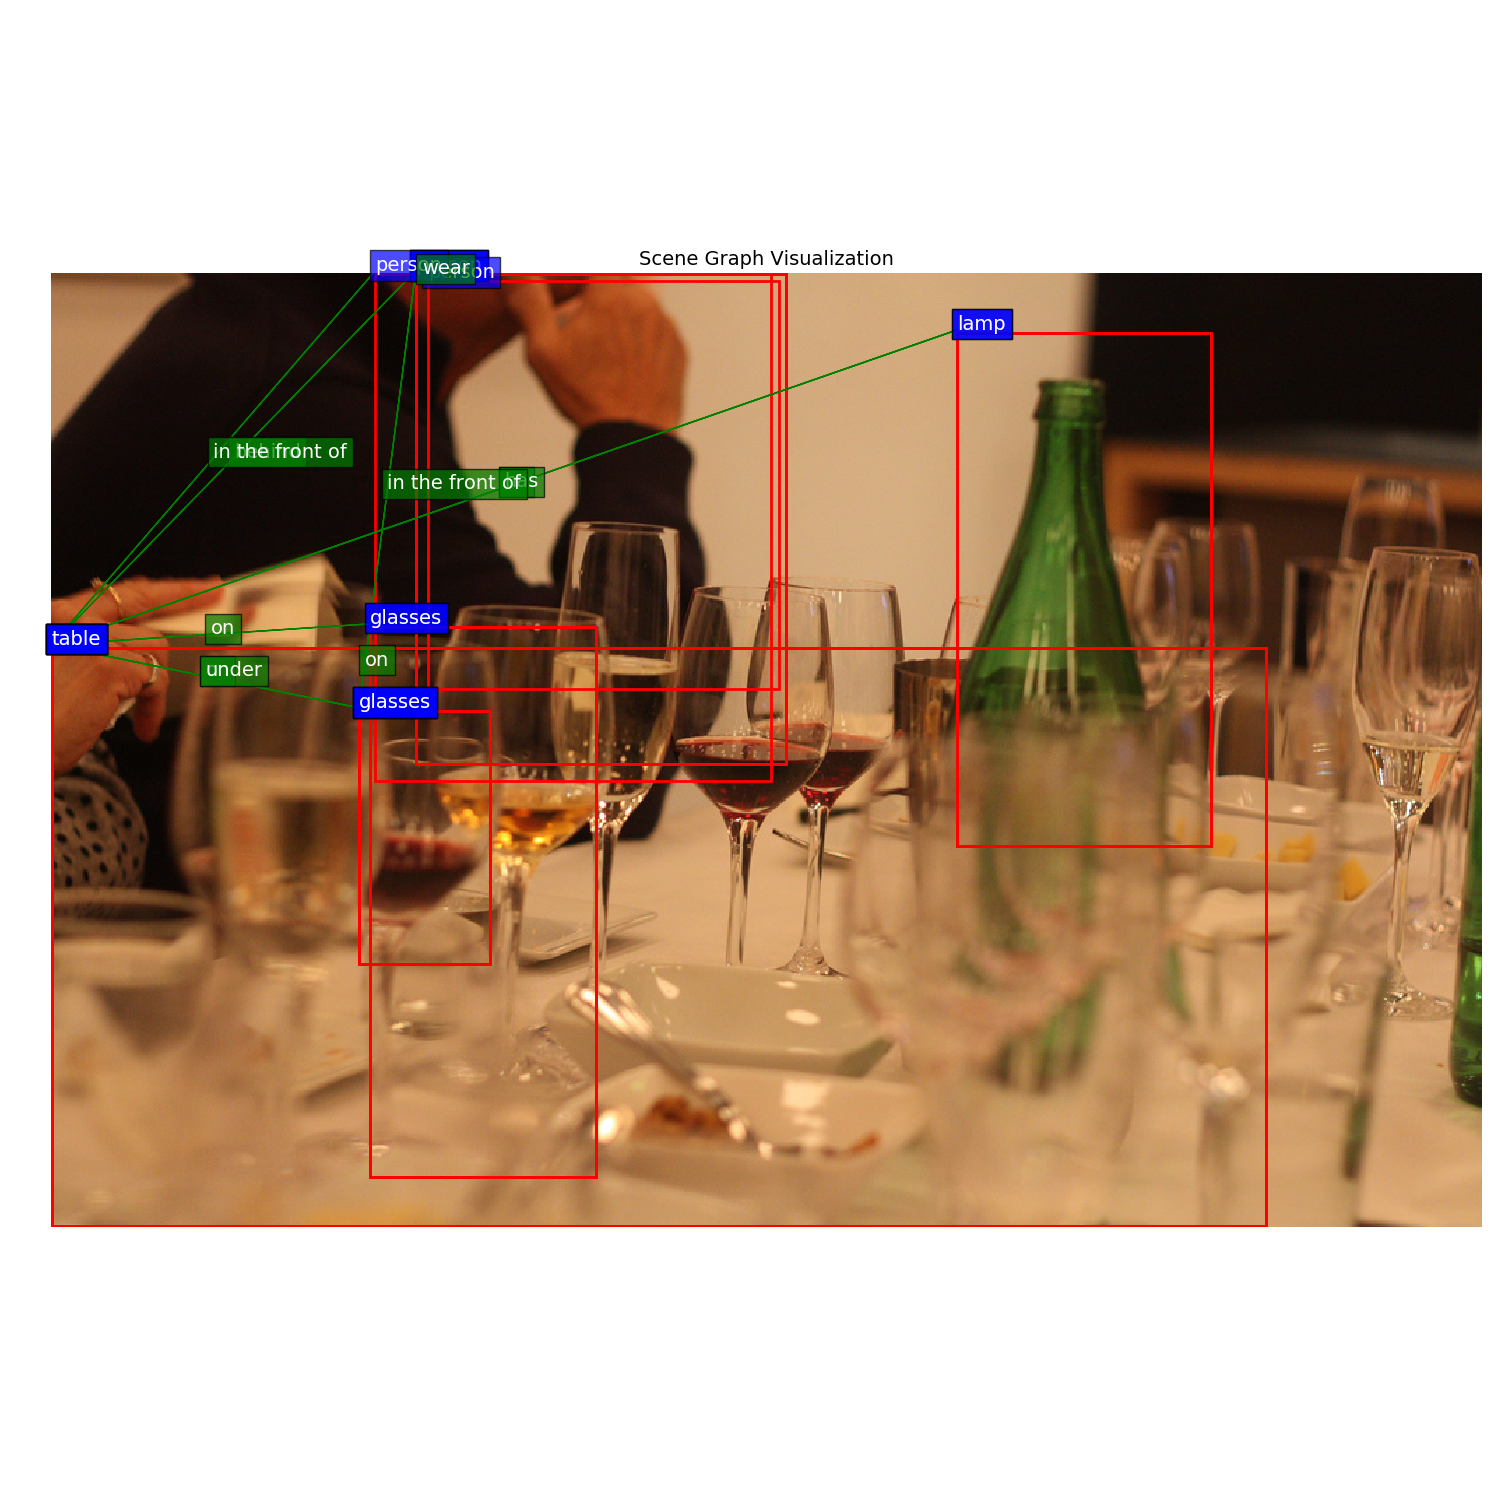 Scene Graph Visualization
person
wear
person
lamp
in the front of
in the front of
has
glasses
on
table
on
under
glasses